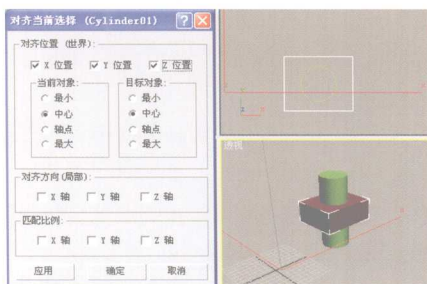 对齐当前选择 (Cylinder01)
对齐位置 (世界):
X 位置 Y 位置 Z 位置
当前对象: 目标对象:
最小 最小
中心 中心
轴点 轴点
最大 最大
对齐方向(局部):
X 轴 Y 轴 Z 轴
匹配比例:
X 轴 Y 轴 Z 轴
应用 确定 取消
透视